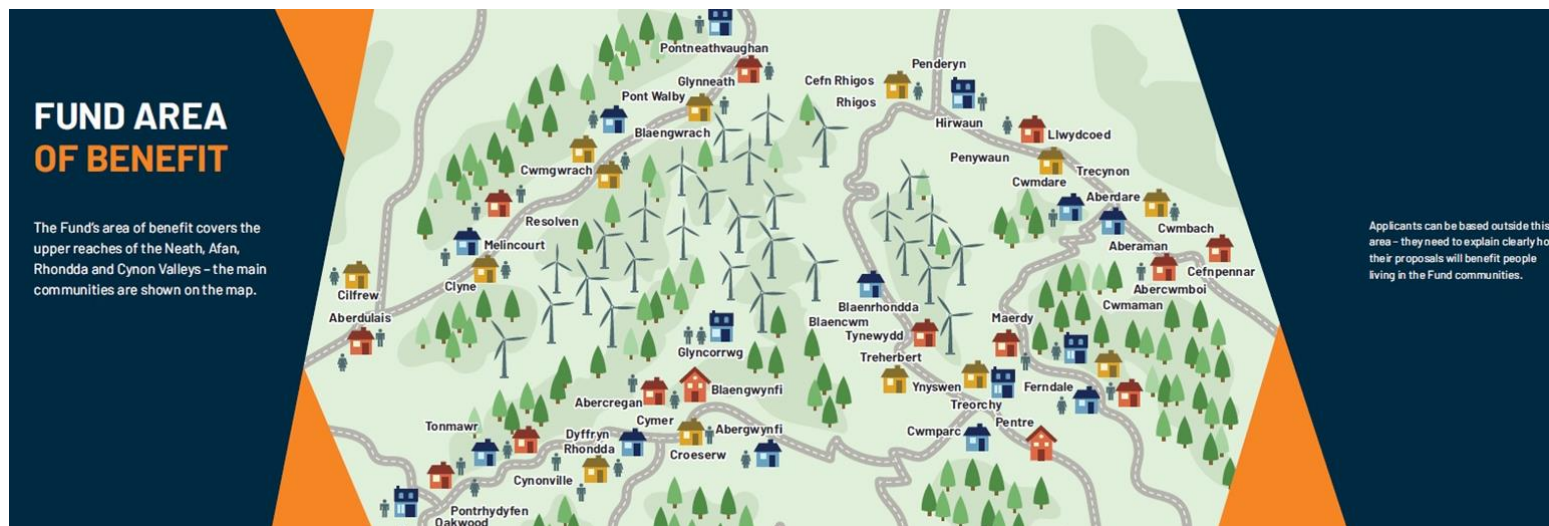 FUND AREA
OF BENEFIT
The Fund's area of benefit covers the
upper reaches of the Neath, Afan,
Rhondda and Cynon Valleys – the main
communities are shown on the map.
Pontneathvaughan
Glynneath
Pont Walby
Blaengwrach
Cwmgwrach
Resolven
Melincourt
Clyne
Cilfrew
Aberdulais
Cefn Rhigos
Rhigos
Penderyn
Hirwaun
Llwydcoed
Penywaun
Trecynon
Cwmdare
Aberdare
Cwmbach
Aberaman
Cefnpennar
Abercwmboi
Cwmaman
Blaenrhondda
Blaencwm
Tynewydd
Treherbert
Maerdy
Ynyswen
Ferndale
Treorchy
Pentre
Cwmparc
Glyncorrwg
Blaengwynfi
Abercregan
Cymer
Abergwynfi
Croeserw
Dyffryn
Rhondda
Cynonville
Tonmawr
Pontrhydyfen
Oakwood
Applicants can be based outside this
area – they need to explain clearly ho
their proposals will benefit people
living in the Fund communities.